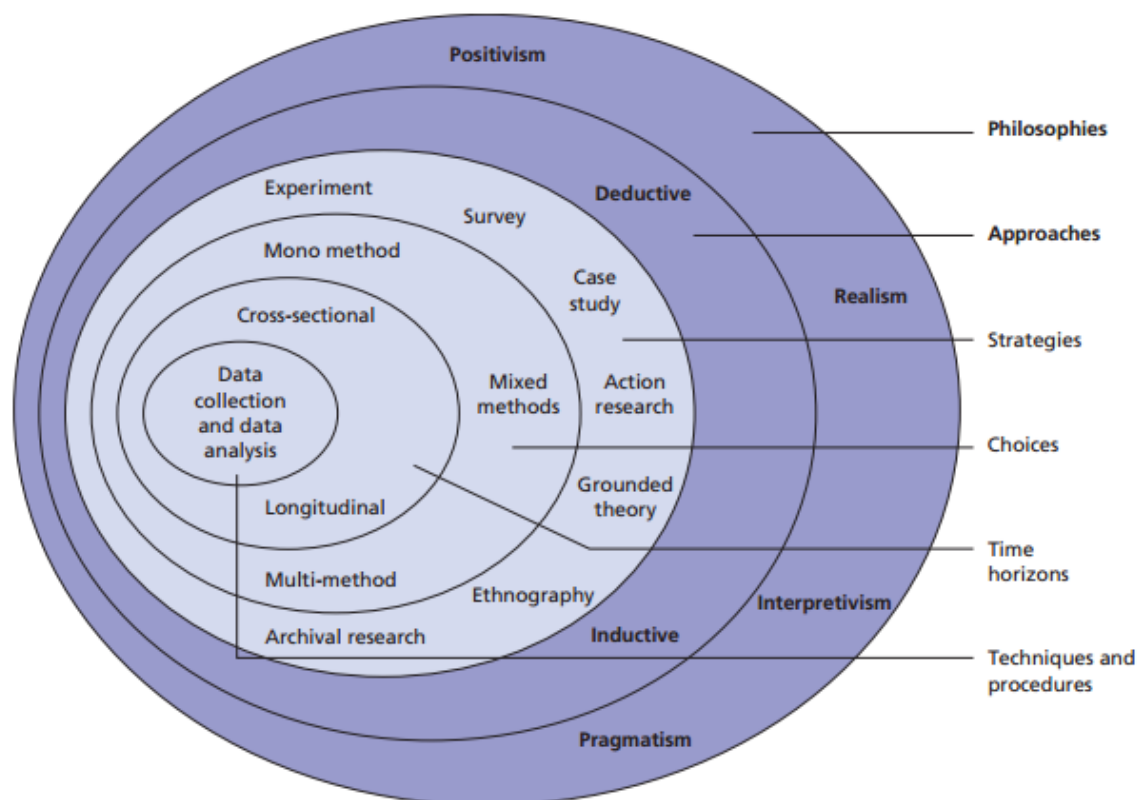 Positivism
Philosophies
Experiment
Deductive
Survey
Approaches
Mono method
Case
study
Realism
Cross-sectional
Strategies
Data
collection
and data
analysis
Mixed
methods
Action
research
Choices
Longitudinal
Grounded
theory
Time
horizons
Multi-method
Ethnography
Interpretivism
Archival research
Inductive
Techniques and
procedures
Pragmatism